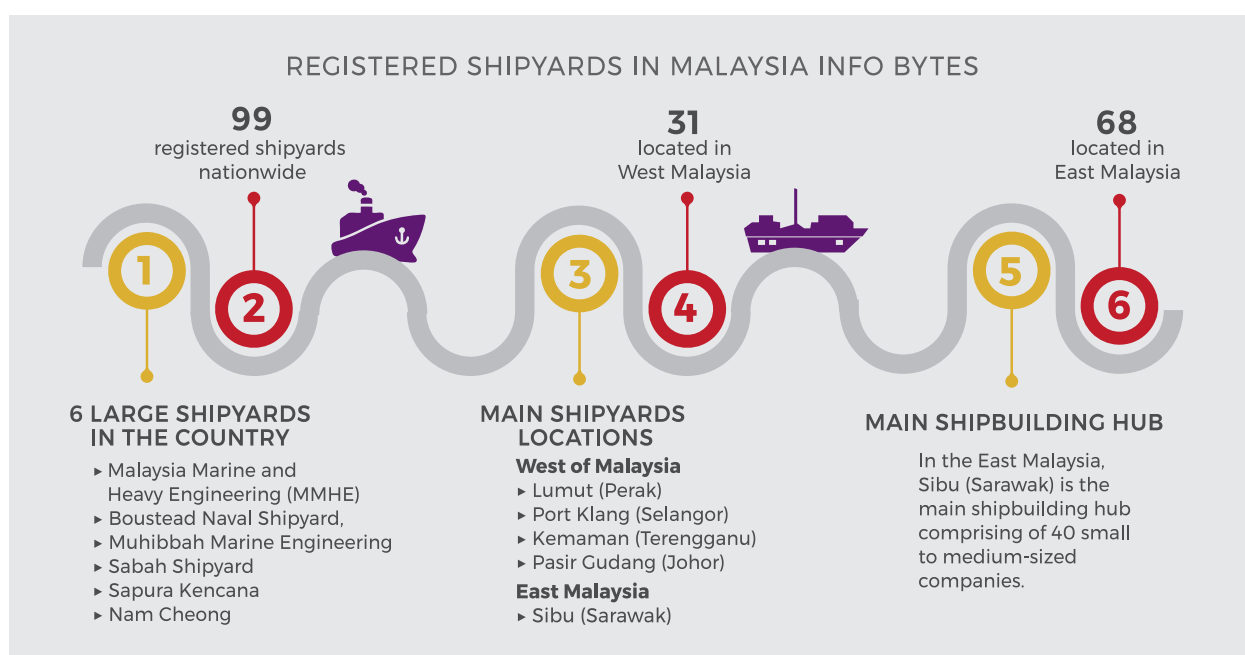 REGISTERED SHIPYARDS IN MALAYSIA INFO BYTES
99
registered shipyards
nationwide
31
located in
West Malaysia
68
located in
East Malaysia
1
2
3
4
5
6
6 LARGE SHIPYARDS
IN THE COUNTRY
▸ Malaysia Marine and
Heavy Engineering (MMHE)
▸ Boustead Naval Shipyard,
▸ Muhibbah Marine Engineering
▸ Sabah Shipyard
▸ Sapura Kencana
▸ Nam Cheong
MAIN SHIPYARDS
LOCATIONS
West of Malaysia
▸ Lumut (Perak)
▸ Port Klang (Selangor)
▸ Kemaman (Terengganu)
▸ Pasir Gudang (Johor)
East Malaysia
▸ Sibu (Sarawak)
MAIN SHIPBUILDING HUB
In the East Malaysia,
Sibu (Sarawak) is the
main shipbuilding hub
comprising of 40 small
to medium-sized
companies.